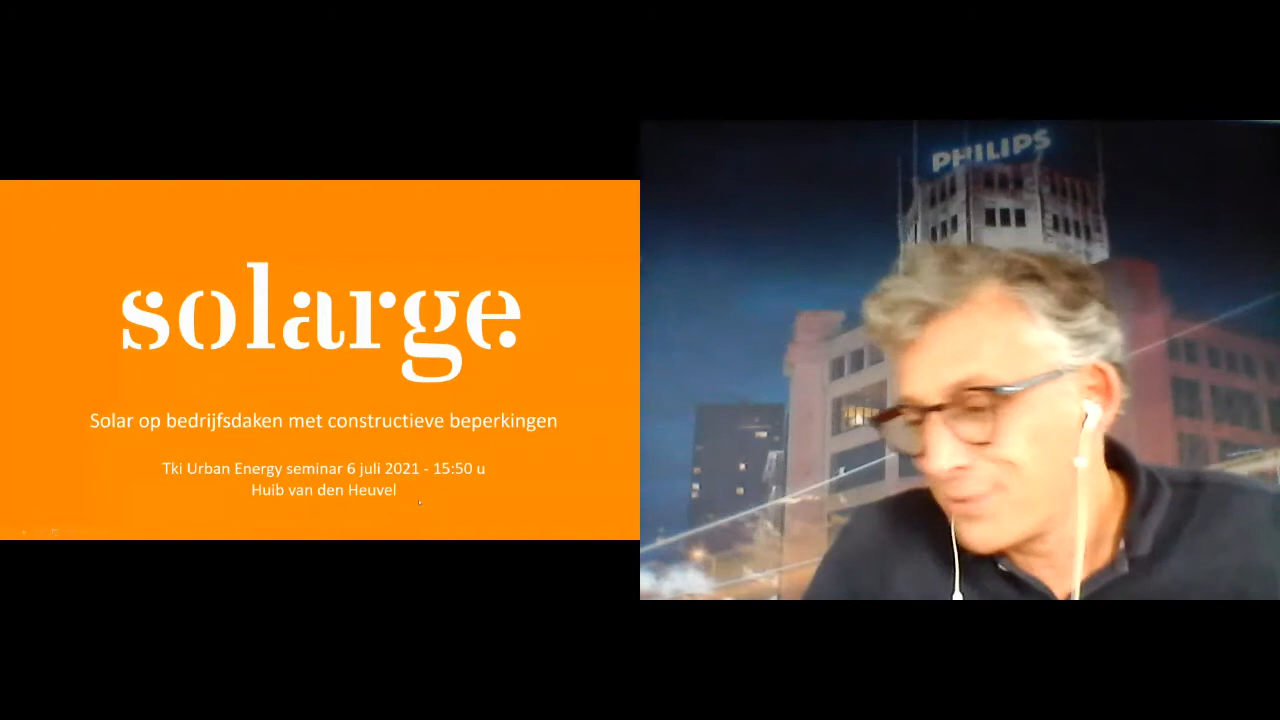 solarge
Solar op bedrijfsdaken met constructieve beperkingen
Tki Urban Energy seminar 6 juli 2021 - 15:50 u
Huib van den Heuvel
PHILIPS